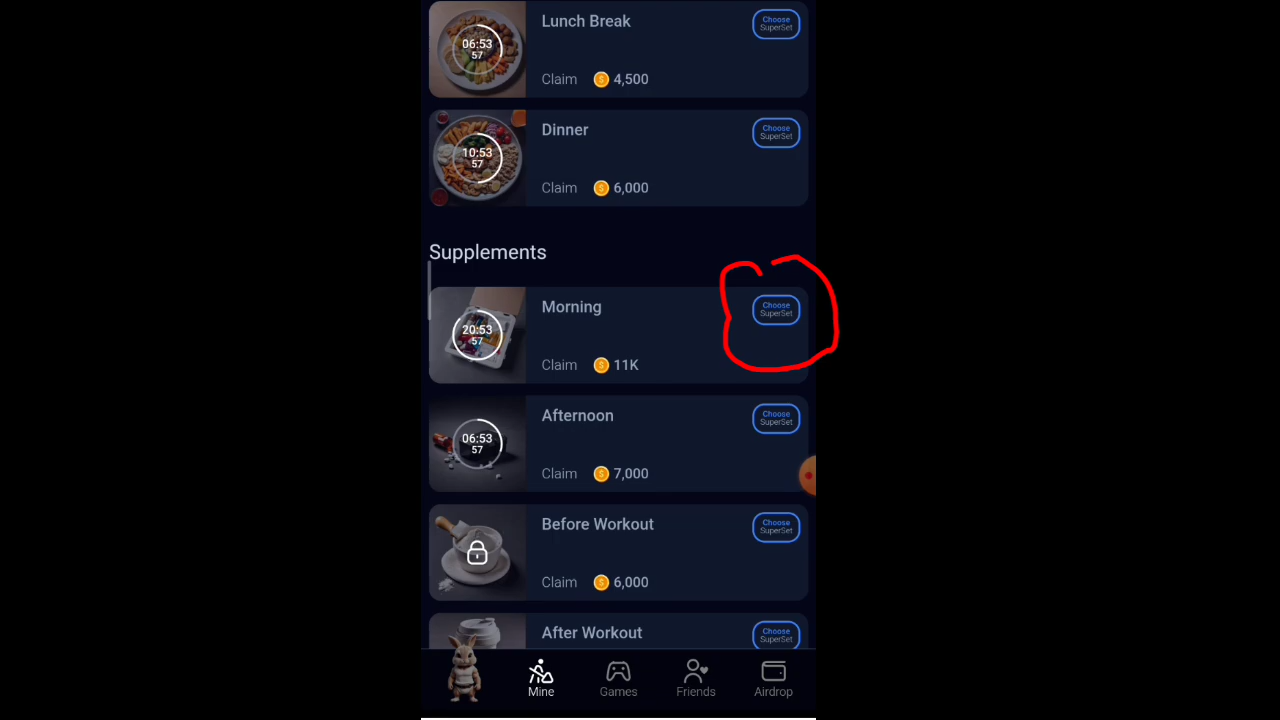 Lunch Break
Choose
SuperSet
06:53
57
Claim 4,500
Dinner
Choose
SuperSet
10:53
57
Claim 6,000
Supplements
Morning
Choose
SuperSet
20:53
57
Claim 11K
Afternoon
Choose
SuperSet
06:53
57
Claim 7,000
Before Workout
Choose
SuperSet
Claim 6,000
After Workout
Choose
SuperSet
Mine Games Friends Airdrop